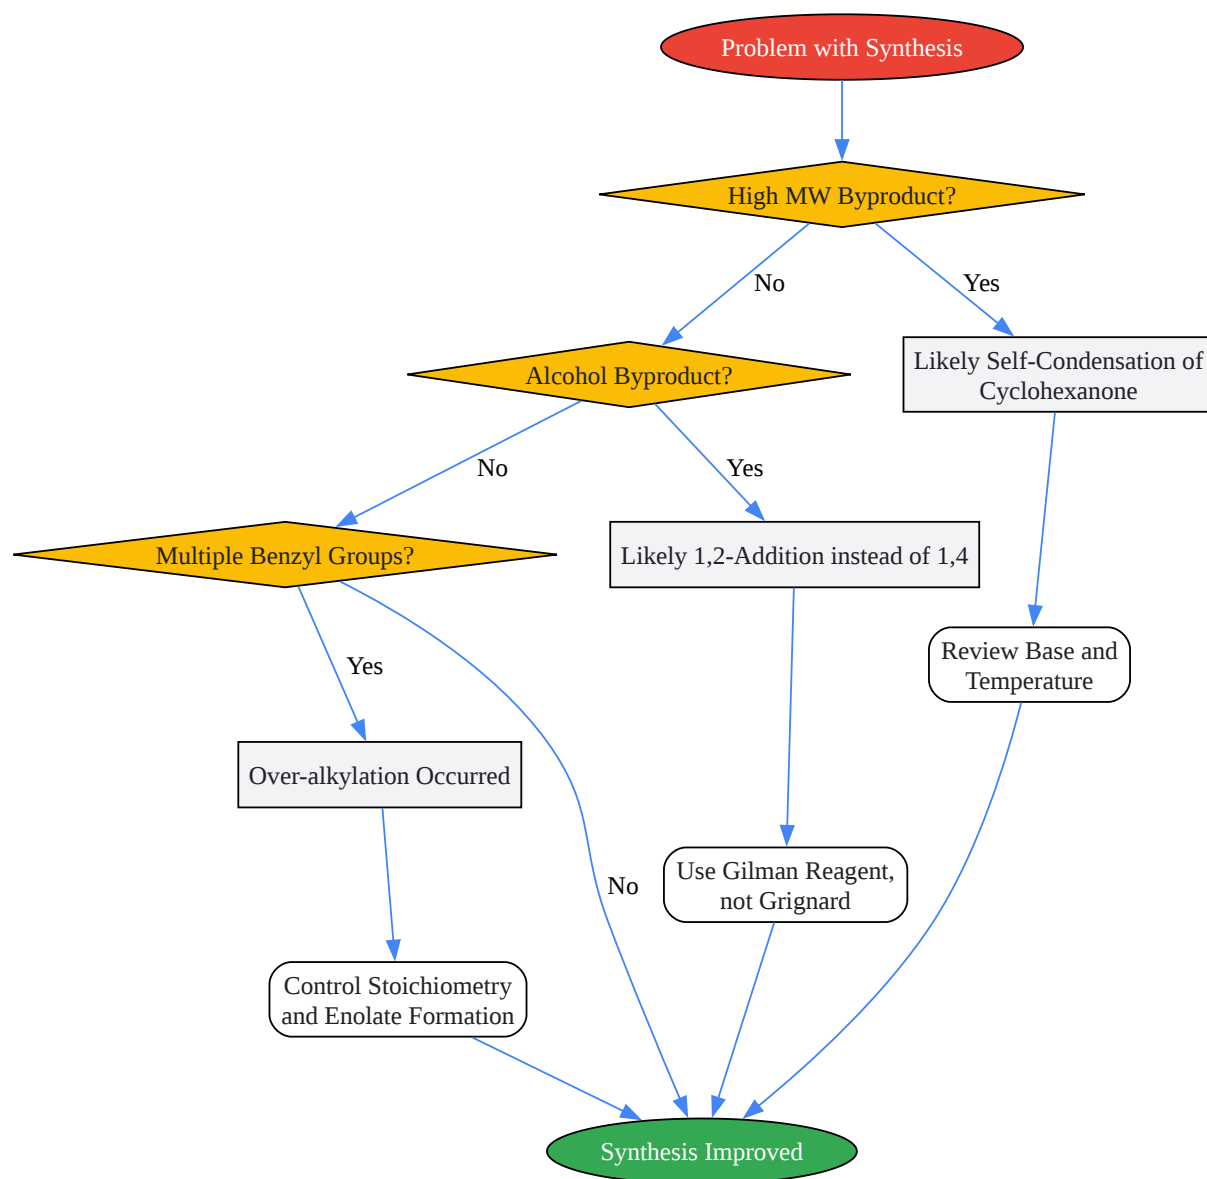 Problem with Synthesis
High MW Byproduct?
No
Yes
Alcohol Byproduct?
Likely Self-Condensation of
Cyclohexanone
No
Yes
Multiple Benzyl Groups?
Likely 1,2-Addition instead of 1,4
Yes
Review Base and
Temperature
Over-alkylation Occurred
No
Use Gilman Reagent,
not Grignard
Control Stoichiometry
and Enolate Formation
Synthesis Improved